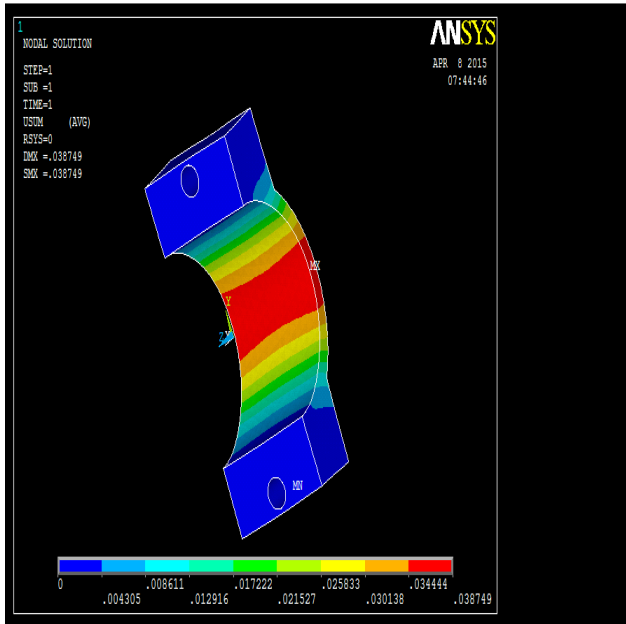 1
NODAL SOLUTION
ANSYS
STEP=1
SUB =1
TIME=1
USUM (AVG)
RSYS=0
DMX =.038749
SMX =.038749
APR 8 2015
07:44:46
MX
Y
Z
X
MN
0 .008611 .017222 .025833 .034444
.004305 .012916 .021527 .030138 .038749